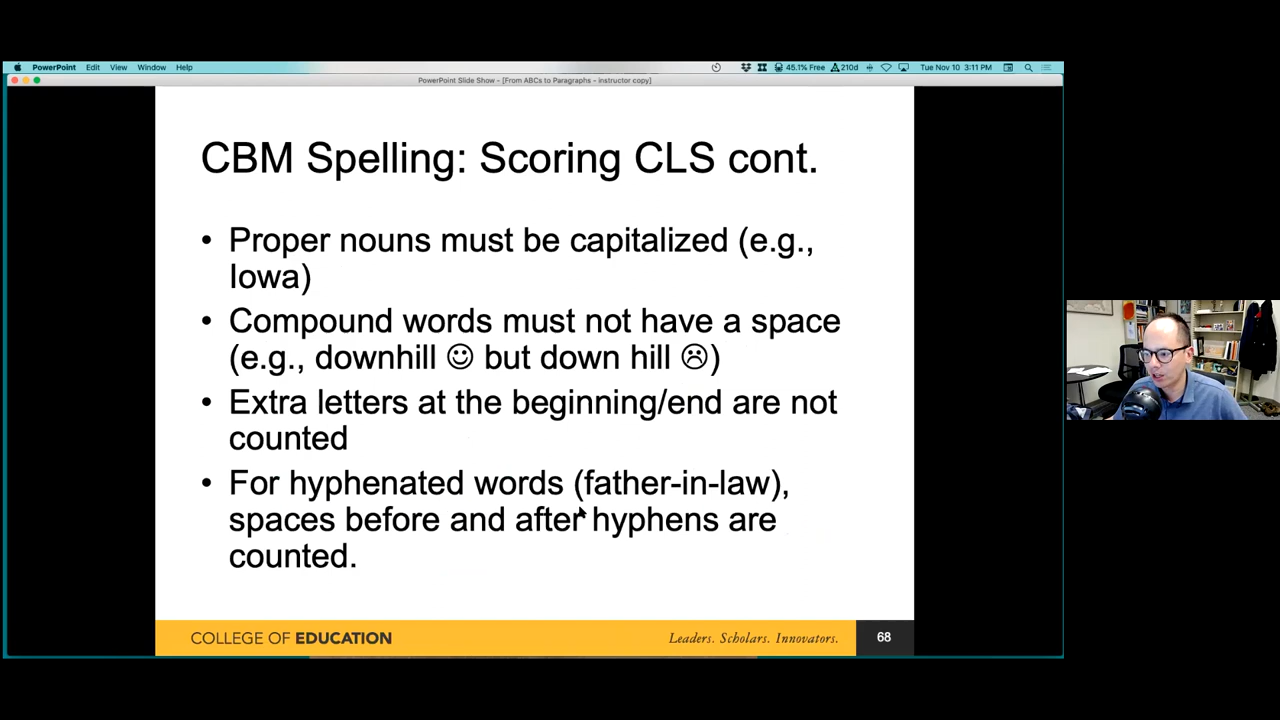 PowerPoint Edit View Window Help 45.1% Free 210d Tue Nov 10 3:11 PM
PowerPoint Slide Show - [From ABCs to Paragraphs - instructor copy]
CBM Spelling: Scoring CLS cont.
• Proper nouns must be capitalized (e.g.,
Iowa)
• Compound words must not have a space
(e.g., downhill ☺ but down hill ☹)
• Extra letters at the beginning/end are not
counted
• For hyphenated words (father-in-law),
spaces before and after hyphens are
counted.
COLLEGE OF EDUCATION Leaders. Scholars. Innovators. 68